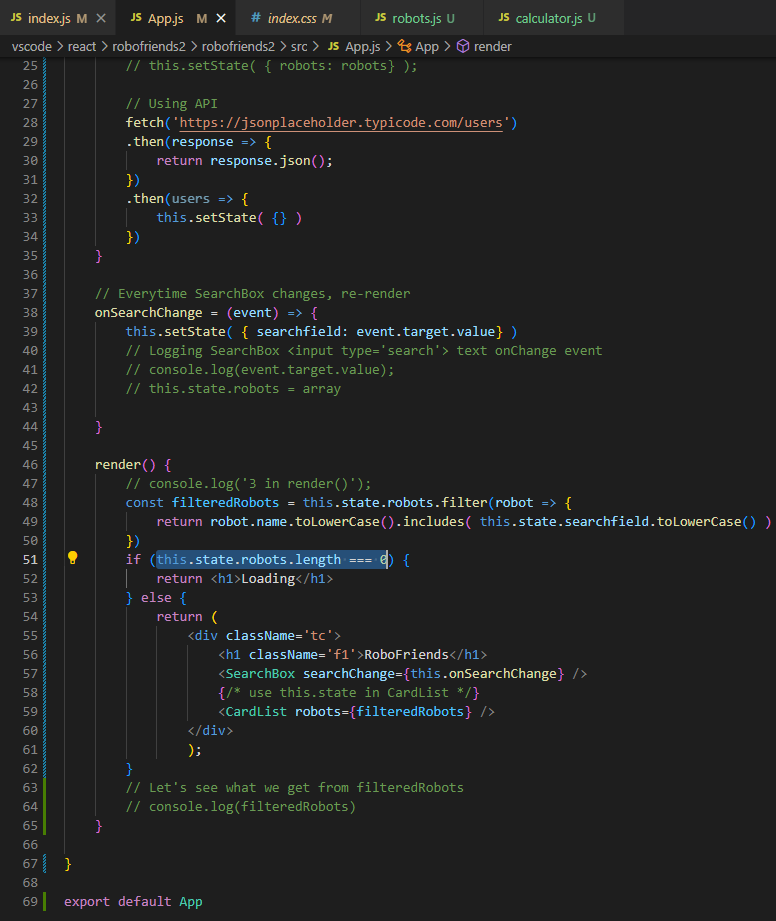 JS index.js M × JS App.js M × # index.css M JS robots.js U JS calculator.js U
vscode > react > robofriends2 > robofriends2 > src > JS App.js > App > render
25 // this.setState( { robots: robots} );
26
27 // Using API
28 fetch('https://jsonplaceholder.typicode.com/users')
29 .then(response => {
30 return response.json();
31 })
32 .then(users => {
33 this.setState( {} )
34 })
35 }
36
37 // Everytime SearchBox changes, re-render
38 onSearchChange = (event) => {
39 this.setState( { searchfield: event.target.value} )
40 // Logging SearchBox <input type='search'> text onChange event
41 // console.log(event.target.value);
42 // this.state.robots = array
43
44 }
45
46 render() {
47 // console.log('3 in render()');
48 const filteredRobots = this.state.robots.filter(robot => {
49 return robot.name.toLowerCase().includes( this.state.searchfield.toLowerCase() )
50 })
51 if (this.state.robots.length === 0) {
52 return <h1>Loading</h1>
53 } else {
54 return (
55 <div className='tc'>
56 <h1 className='f1'>RoboFriends</h1>
57 <SearchBox searchChange={this.onSearchChange} />
58 {/* use this.state in CardList */}
59 <CardList robots={filteredRobots} />
60 </div>
61 );
62 }
63 // Let's see what we get from filteredRobots
64 // console.log(filteredRobots)
65 }
66
67 }
68
69 export default App